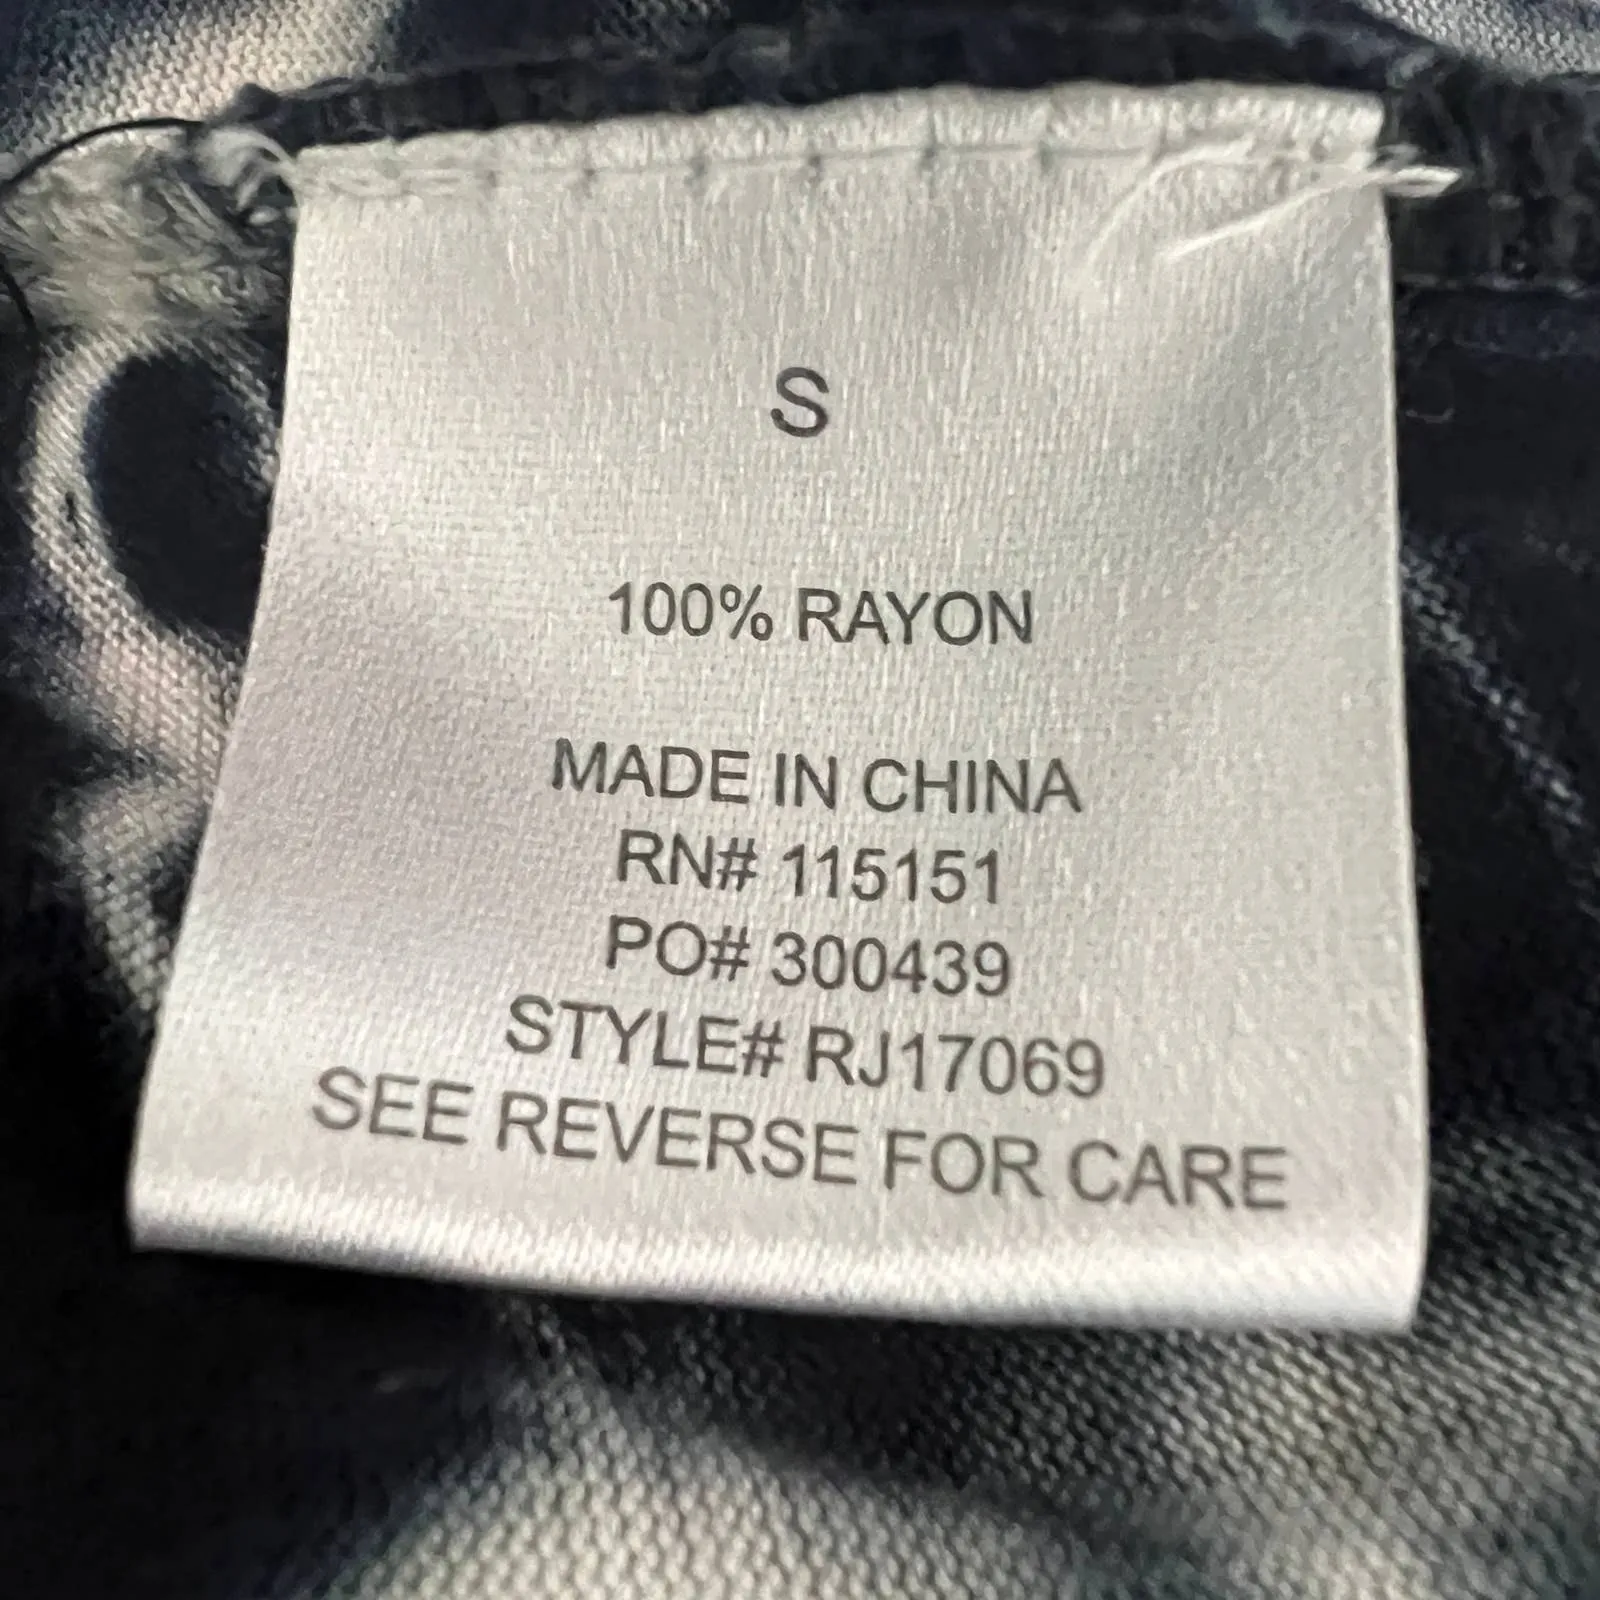 S
100% RAYON
MADE IN CHINA
RN# 115151
PO# 300439
STYLE# RJ17069
SEE REVERSE FOR CARE